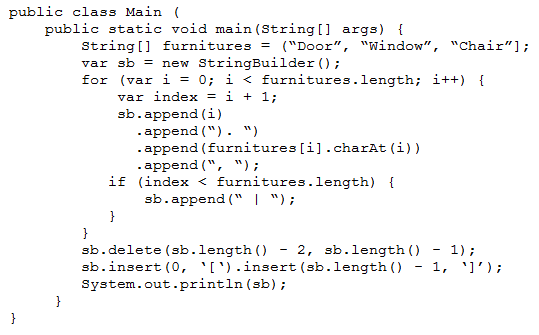 public class Main (
public static void main(String[] args) {
String[] furnitures = (“Door”, “Window”, “Chair”];
var sb = new StringBuilder();
for (var i = 0; i < furnitures.length; i++) {
var index = i + 1;
sb.append(i)
.append(“). “)
.append(furnitures[i].charAt(i))
.append(“, “);
if (index < furnitures.length) {
sb.append(“ | “);
}
}
sb.delete(sb.length() - 2, sb.length() - 1);
sb.insert(0, ‘[‘).insert(sb.length() - 1, ‘]’);
System.out.println(sb);
}
}